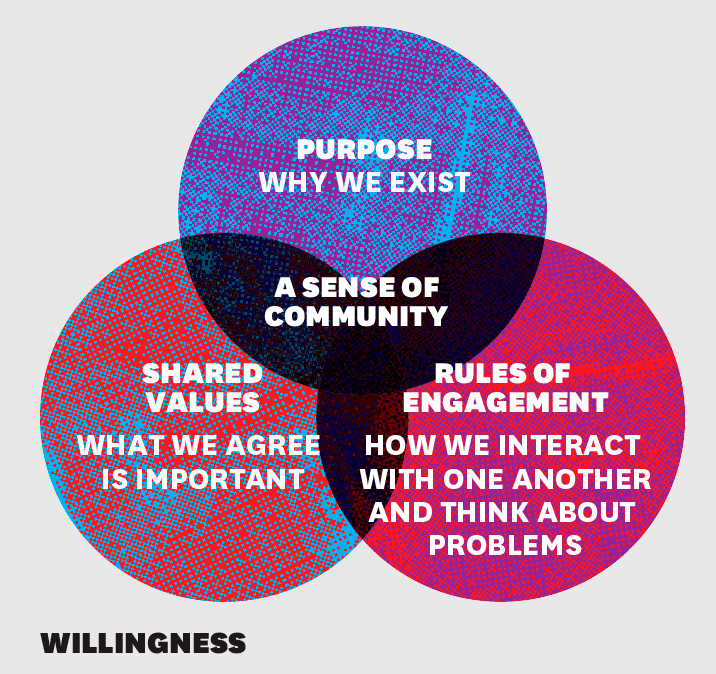 PURPOSE
WHY WE EXIST
A SENSE OF
COMMUNITY
SHARED
VALUES
WHAT WE AGREE
IS IMPORTANT
RULES OF
ENGAGEMENT
HOW WE INTERACT
WITH ONE ANOTHER
AND THINK ABOUT
PROBLEMS
WILLINGNESS